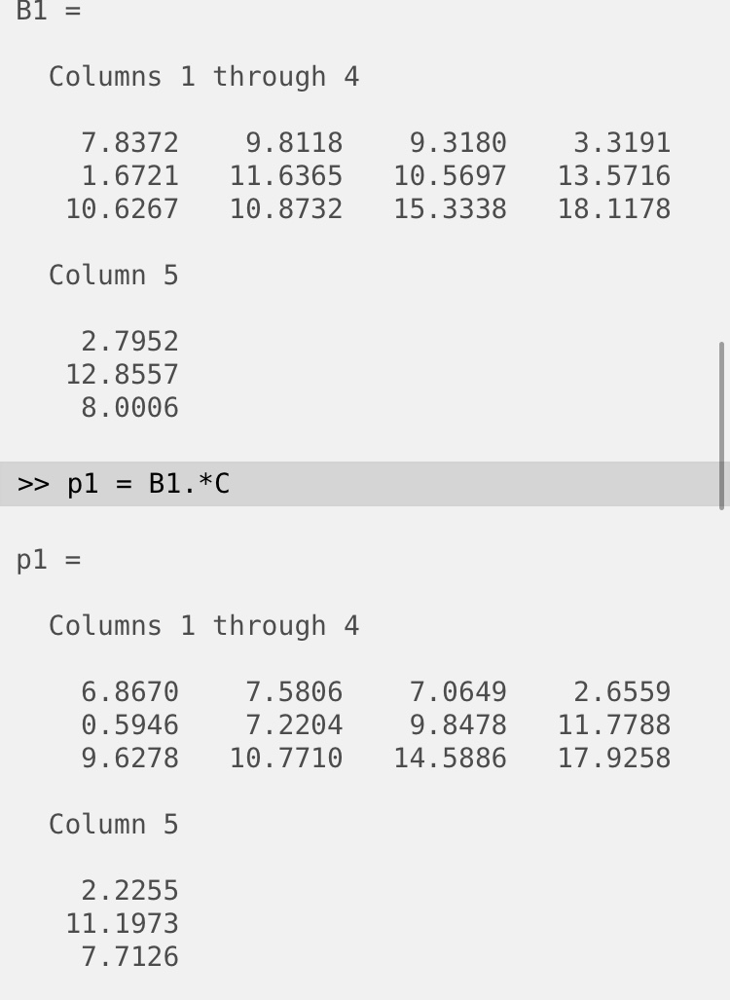 B1 =
Columns 1 through 4
7.8372 9.8118 9.3180 3.3191
1.6721 11.6365 10.5697 13.5716
10.6267 10.8732 15.3338 18.1178
Column 5
2.7952
12.8557
8.0006
>> p1 = B1.*C
p1 =
Columns 1 through 4
6.8670 7.5806 7.0649 2.6559
0.5946 7.2204 9.8478 11.7788
9.6278 10.7710 14.5886 17.9258
Column 5
2.2255
11.1973
7.7126